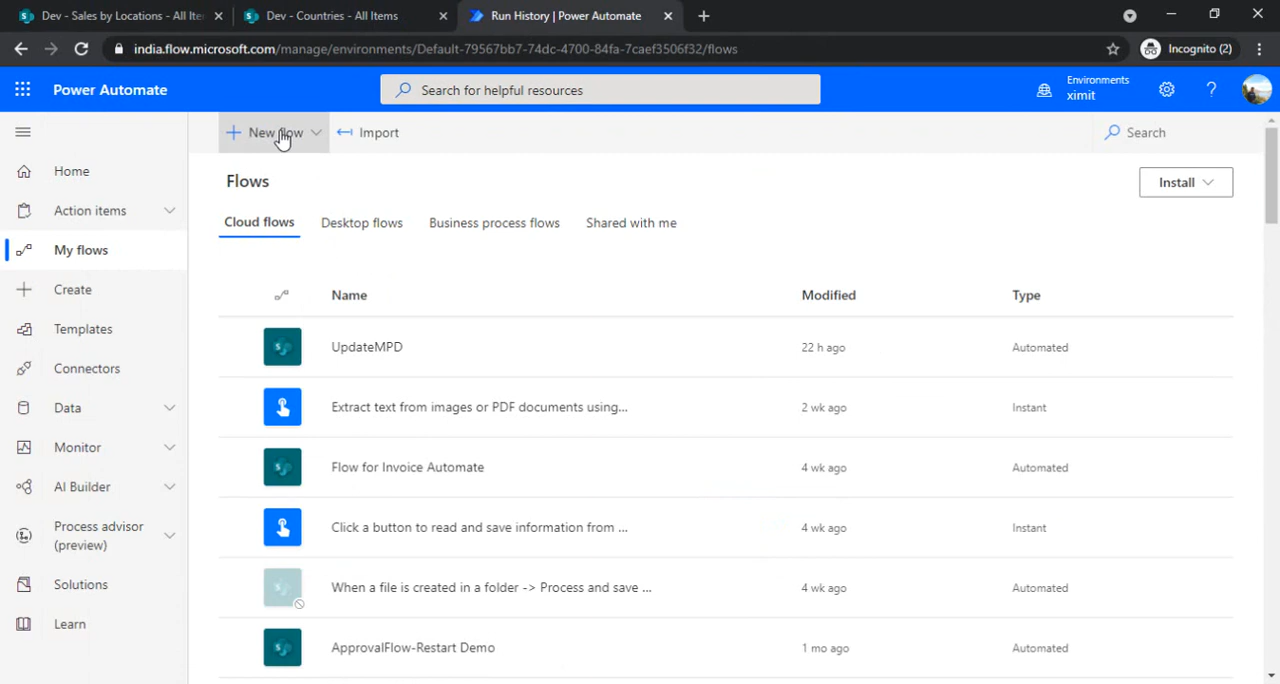 Dev - Sales by Locations - All Ite
Dev - Countries - All Items
Run History | Power Automate
india.flow.microsoft.com/manage/environments/Default-79567bb7-74dc-4700-84fa-7caef3506f32/flows
Incognito (2)
Power Automate
Search for helpful resources
Environments
ximit
New flow
Import
Search
Home
Action items
My flows
Create
Templates
Connectors
Data
Monitor
AI Builder
Process advisor
(preview)
Solutions
Learn
Flows
Install
Cloud flows
Desktop flows
Business process flows
Shared with me
Name
Modified
Type
UpdateMPD
22 h ago
Automated
Extract text from images or PDF documents using...
2 wk ago
Instant
Flow for Invoice Automate
4 wk ago
Automated
Click a button to read and save information from ...
4 wk ago
Instant
When a file is created in a folder -> Process and save ...
4 wk ago
Automated
ApprovalFlow-Restart Demo
1 mo ago
Automated